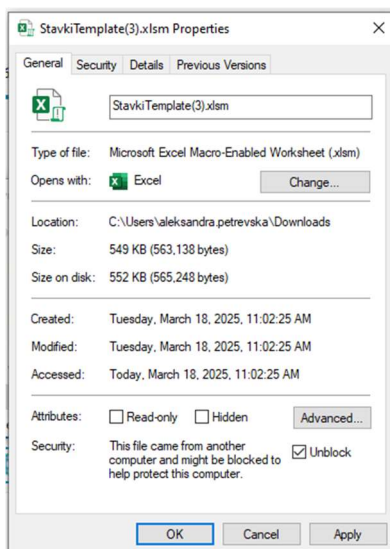 StavkiTemplate(3).xlsm Properties
General Security Details Previous Versions
StavkiTemplate(3).xlsm
Type of file: Microsoft Excel Macro-Enabled Worksheet (.xlsm)
Opens with: Excel Change...
Location: C:\Users\aleksandra.petrevska\Downloads
Size: 549 KB (563,138 bytes)
Size on disk: 552 KB (565,248 bytes)
Created: Tuesday, March 18, 2025, 11:02:25 AM
Modified: Tuesday, March 18, 2025, 11:02:25 AM
Accessed: Today, March 18, 2025, 11:02:25 AM
Attributes: Read-only Hidden Advanced...
Security: This file came from another Unblock
computer and might be blocked to
help protect this computer.
OK Cancel Apply